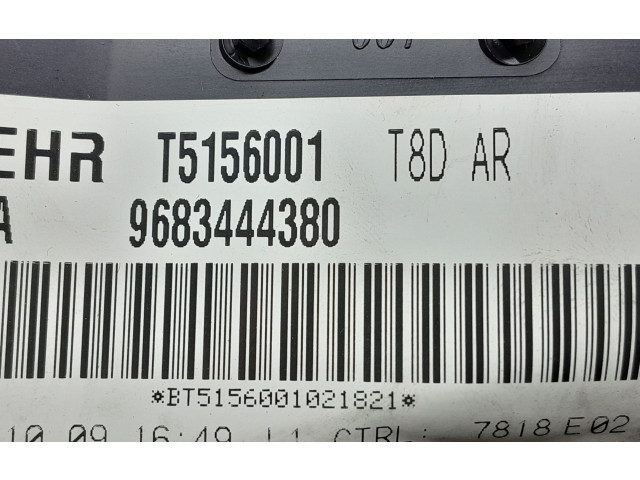 EHR T5156001 T8D AR
A 9683444380
*BT5156001021821*
10.09 16:49 L1 CTRL: 7818 E02